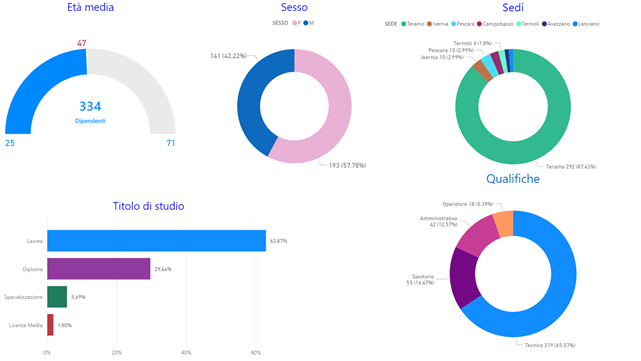 Età media
47
334
Dipendenti
25
71
Sesso
SESSO F M
141 (42,22%)
193 (57,78%)
Sedi
SEDE Teramo Isernia Pescara Campobasso Termoli Avezzano Lanciano
Termoli 6 (1,8%)
Pescara 10 (2,99%)
Isernia 10 (2,99%)
Teramo 292 (87,43%)
Titolo di studio
Laurea
62,87%
Diploma
29,64%
Specializzazione
5,69%
Licenza Media
1,80%
0%
20%
40%
60%
Qualifiche
Operatore 18 (5,39%)
Amministrativo
42 (12,57%)
Sanitario
55 (16,47%)
Tecnico 219 (65,57%)